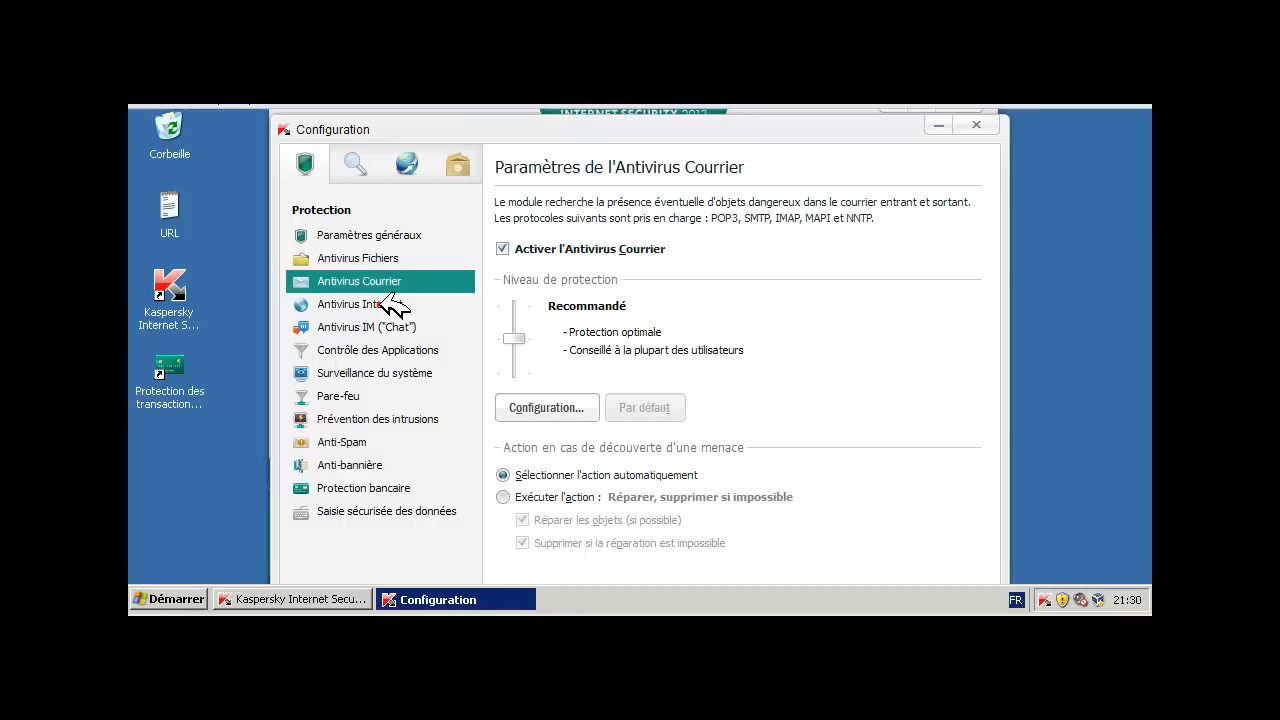 INTERNET SECURITY 2013
Configuration
Corbeille
URL
Kaspersky
Internet S...
Protection des
transaction...
Protection
Paramètres généraux
Antivirus Fichiers
Antivirus Courrier
Antivirus
Antivirus IM ("Chat")
Contrôle des Applications
Surveillance du système
Pare-feu
Prévention des intrusions
Anti-Spam
Anti-bannière
Protection bancaire
Saisie sécurisée des données
Paramètres de l'Antivirus Courrier
Le module recherche la présence éventuelle d'objets dangereux dans le courrier entrant et sortant.
Les protocoles suivants sont pris en charge : POP3, SMTP, IMAP, MAPI et NNTP.
Activer l'Antivirus Courrier
Niveau de protection
Recommandé
- Protection optimale
- Conseillé à la plupart des utilisateurs
Configuration...
Par défaut
Action en cas de découverte d'une menace
Sélectionner l'action automatiquement
Exécuter l'action : Réparer, supprimer si impossible
Réparer les objets (si possible)
Supprimer si la réparation est impossible
Démarrer
Kaspersky Internet Secu...
Configuration
FR
21:30